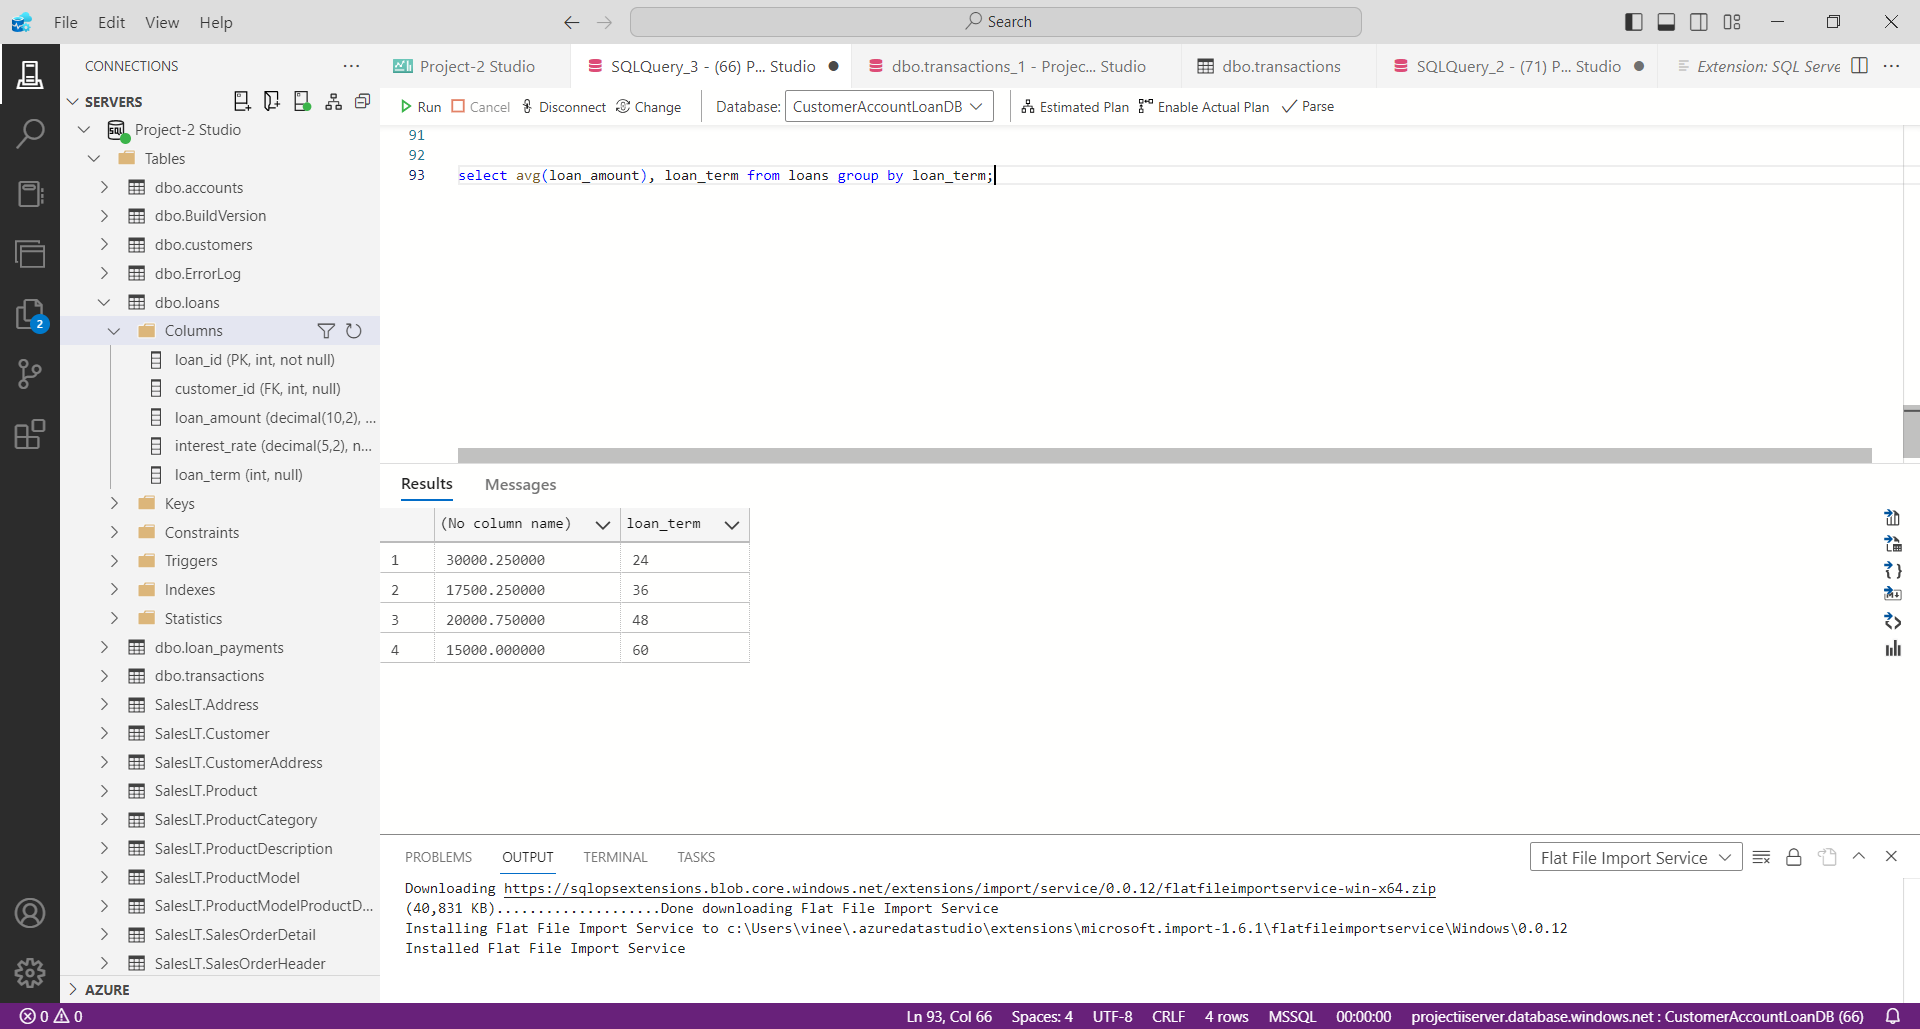 File Edit View Help
Search
CONNECTIONS
SERVERS
Project-2 Studio
Tables
dbo.accounts
dbo.BuildVersion
dbo.customers
dbo.ErrorLog
dbo.loans
Columns
loan_id (PK, int, not null)
customer_id (FK, int, null)
loan_amount (decimal(10,2), ...
interest_rate (decimal(5,2), n...
loan_term (int, null)
Keys
Constraints
Triggers
Indexes
Statistics
dbo.loan_payments
dbo.transactions
SalesLT.Address
SalesLT.Customer
SalesLT.CustomerAddress
SalesLT.Product
SalesLT.ProductCategory
SalesLT.ProductDescription
SalesLT.ProductModel
SalesLT.ProductModelProductD...
SalesLT.SalesOrderDetail
SalesLT.SalesOrderHeader
AZURE
2
Project-2 Studio SQLQuery_3 - (66) P... Studio dbo.transactions_1 - Projec... Studio dbo.transactions SQLQuery_2 - (71) P... Studio Extension: SQL Serve
Run Cancel Disconnect Change Database: CustomerAccountLoanDB Estimated Plan Enable Actual Plan Parse
91
92
93 select avg(loan_amount), loan_term from loans group by loan_term;
Results Messages
(No column name) loan_term
1 30000.250000 24
2 17500.250000 36
3 20000.750000 48
4 15000.000000 60
PROBLEMS OUTPUT TERMINAL TASKS Flat File Import Service
Downloading https://sqlopsextensions.blob.core.windows.net/extensions/import/service/0.0.12/flatfileimportservice-win-x64.zip
(40,831 KB)....................Done downloading Flat File Import Service
Installing Flat File Import Service to c:\Users\vinee\.azuredatastudio\extensions\microsoft.import-1.6.1\flatfileimportservice\Windows\0.0.12
Installed Flat File Import Service
0 0 Ln 93, Col 66 Spaces: 4 UTF-8 CRLF 4 rows MSSQL 00:00:00 projectiiserver.database.windows.net : CustomerAccountLoanDB (66)